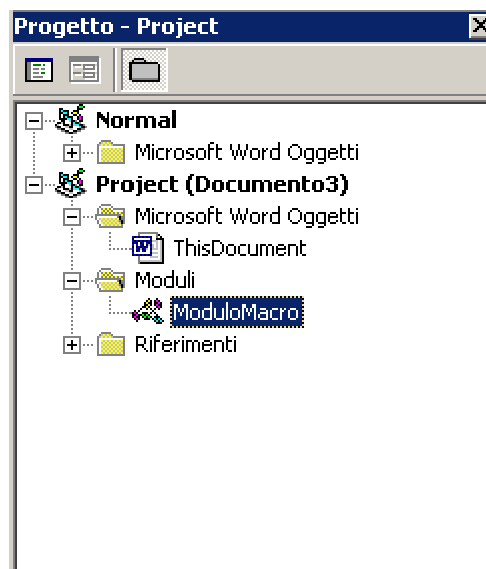 Progetto - Project
Normal
Microsoft Word Oggetti
Project (Documento3)
Microsoft Word Oggetti
ThisDocument
Moduli
ModuloMacro
Riferimenti